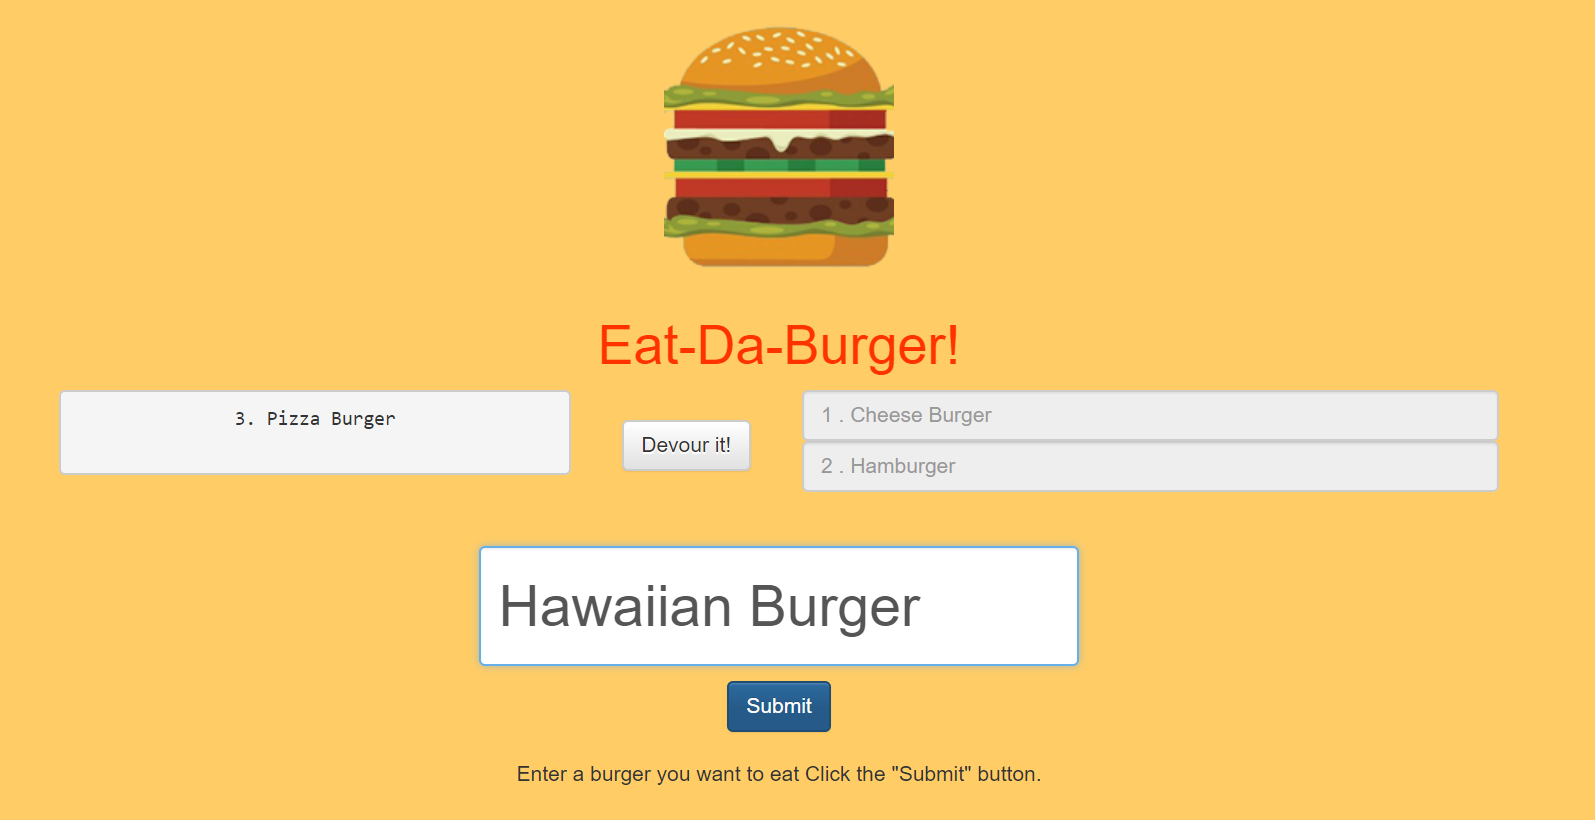 Eat-Da-Burger!
3. Pizza Burger
Devour it!
1 . Cheese Burger
2 . Hamburger
Hawaiian Burger
Submit
Enter a burger you want to eat Click the "Submit" button.